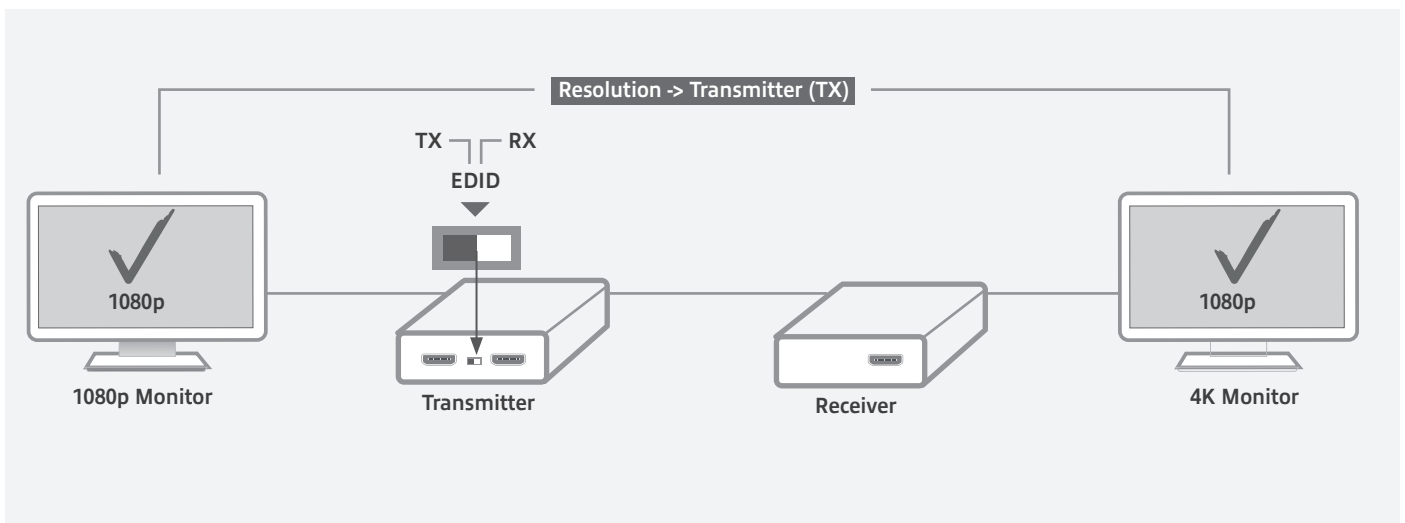 Resolution -> Transmitter (TX)
TX RX
EDID
1080p
1080p
1080p Monitor
Transmitter
Receiver
4K Monitor